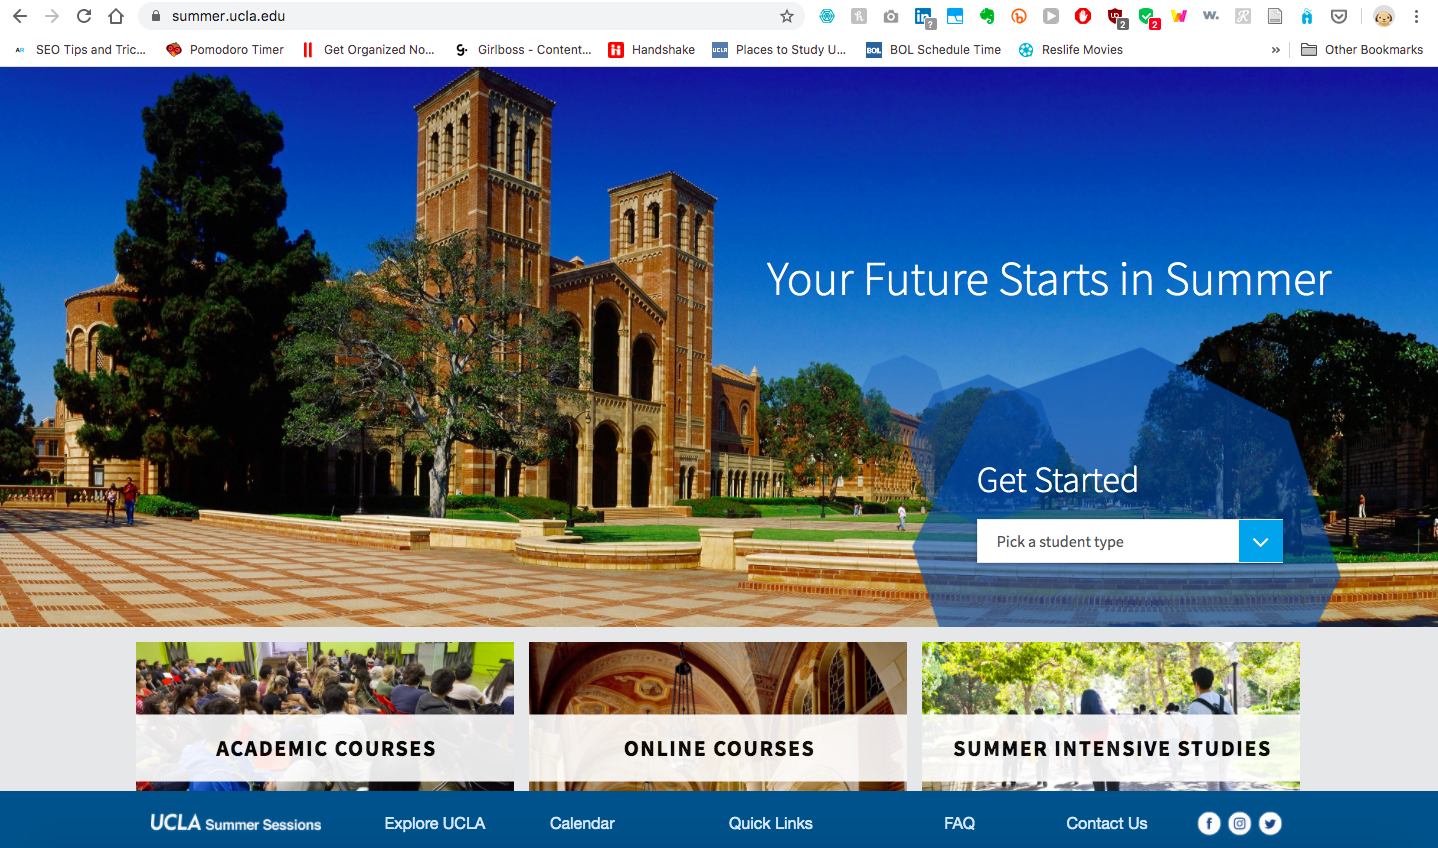 summer.ucla.edu
SEO Tips and Tric...
Pomodoro Timer
Get Organized No...
Girlboss - Content...
Handshake
Places to Study U...
BOL Schedule Time
Reslife Movies
»
Other Bookmarks
Your Future Starts in Summer
Get Started
Pick a student type
ACADEMIC COURSES
ONLINE COURSES
SUMMER INTENSIVE STUDIES
UCLA Summer Sessions
Explore UCLA
Calendar
Quick Links
FAQ
Contact Us